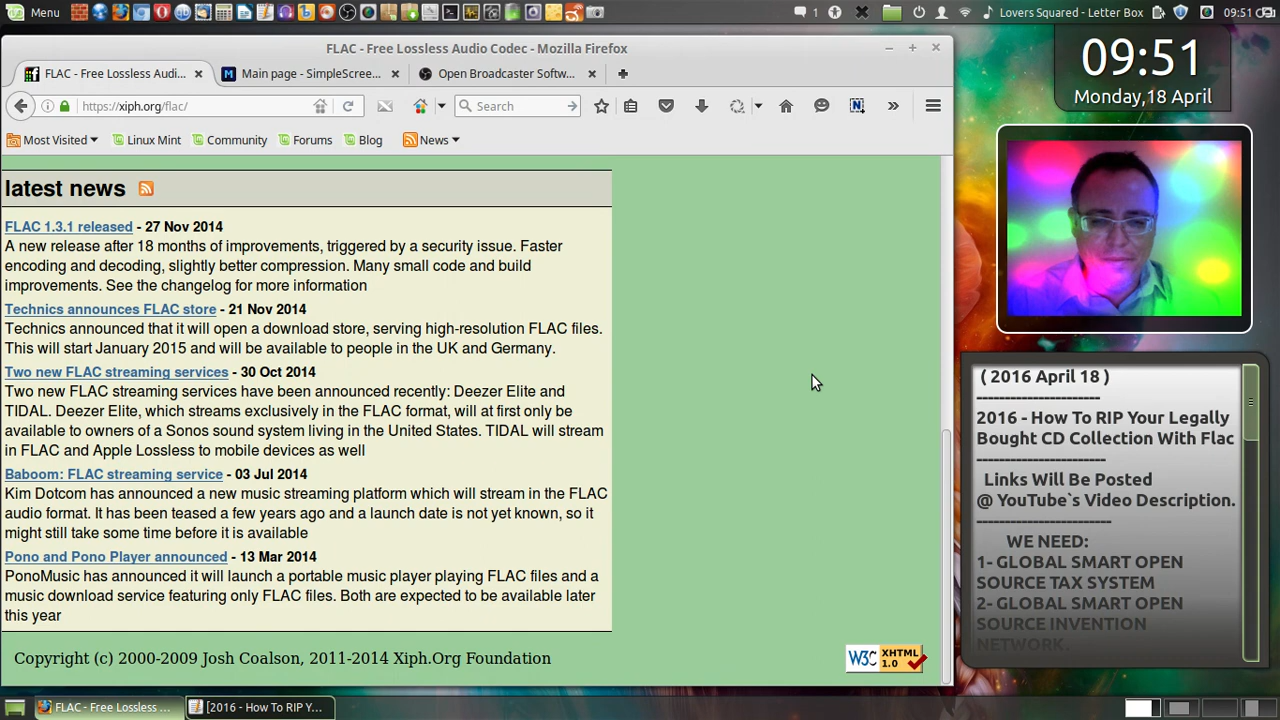 Menu
1
Lovers Squared - Letter Box
09:51
FLAC - Free Lossless Audio Codec - Mozilla Firefox
FLAC - Free Lossless Audi...
Main page - SimpleScree...
Open Broadcaster Softw...
https://xiph.org/flac/
Search
Most Visited
Linux Mint
Community
Forums
Blog
News
latest news
FLAC 1.3.1 released - 27 Nov 2014
A new release after 18 months of improvements, triggered by a security issue. Faster
encoding and decoding, slightly better compression. Many small code and build
improvements. See the changelog for more information
Technics announces FLAC store - 21 Nov 2014
Technics announced that it will open a download store, serving high-resolution FLAC files.
This will start January 2015 and will be available to people in the UK and Germany.
Two new FLAC streaming services - 30 Oct 2014
Two new FLAC streaming services have been announced recently: Deezer Elite and
TIDAL. Deezer Elite, which streams exclusively in the FLAC format, will at first only be
available to owners of a Sonos sound system living in the United States. TIDAL will stream
in FLAC and Apple Lossless to mobile devices as well
Baboom: FLAC streaming service - 03 Jul 2014
Kim Dotcom has announced a new music streaming platform which will stream in the FLAC
audio format. It has been teased a few years ago and a launch date is not yet known, so it
might still take some time before it is available
Pono and Pono Player announced - 13 Mar 2014
PonoMusic has announced it will launch a portable music player playing FLAC files and a
music download service featuring only FLAC files. Both are expected to be available later
this year
Copyright (c) 2000-2009 Josh Coalson, 2011-2014 Xiph.Org Foundation
W3C XHTML 1.0
09:51
Monday,18 April
( 2016 April 18 )
-----------------------
2016 - How To RIP Your Legally
Bought CD Collection With Flac
------------------------
Links Will Be Posted
@ YouTube`s Video Description.
-------------------------
WE NEED:
1- GLOBAL SMART OPEN
SOURCE TAX SYSTEM
2- GLOBAL SMART OPEN
SOURCE INVENTION
NETWORK.
FLAC - Free Lossless ...
[2016 - How To RIP Y...